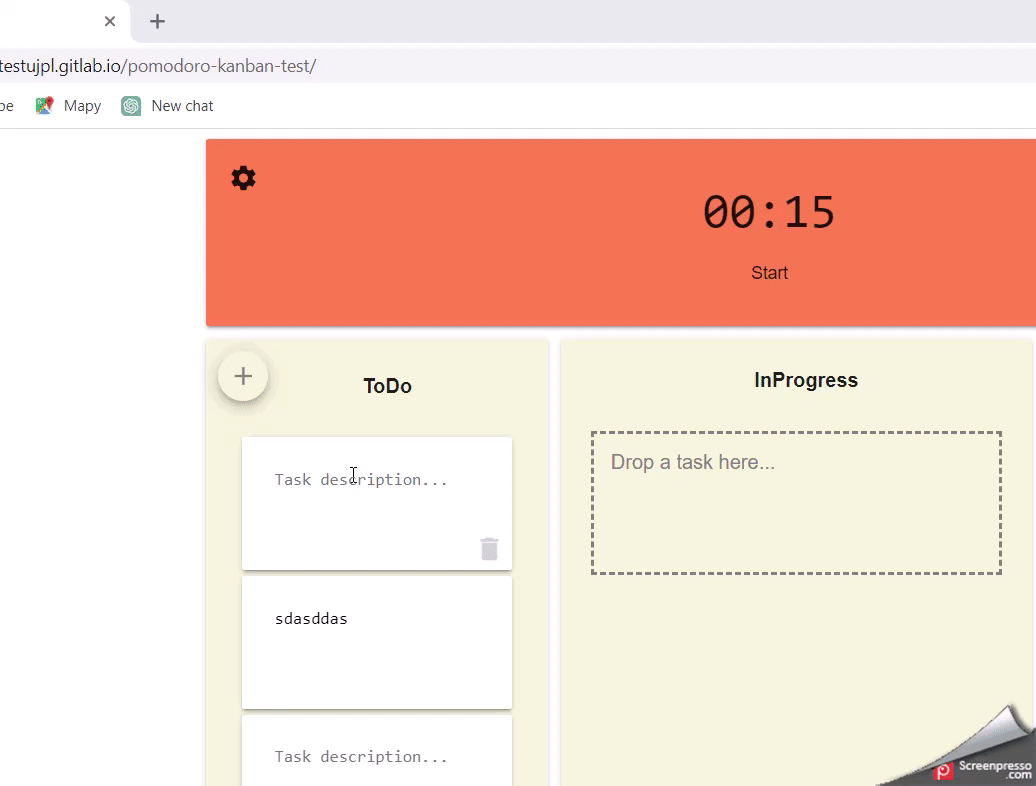 testujpl.gitlab.io/pomodoro-kanban-test/
pe Mapy New chat
00:15
Start
ToDo
InProgress
Task description...
Drop a task here...
sdasddas
Task description...
Screenpresso
.com